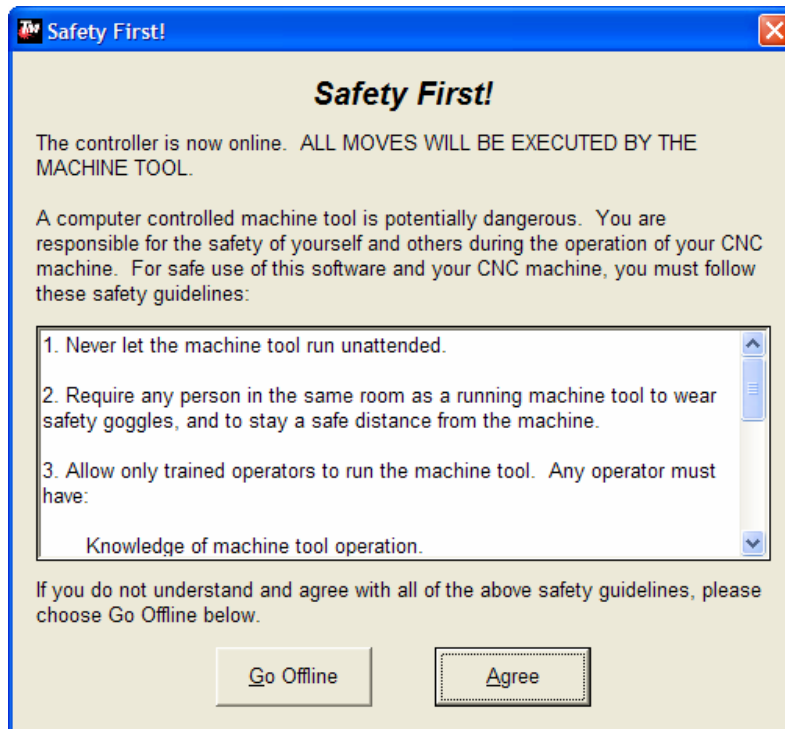 Safety First!
Safety First!
The controller is now online.  ALL MOVES WILL BE EXECUTED BY THE
MACHINE TOOL.
A computer controlled machine tool is potentially dangerous.  You are
responsible for the safety of yourself and others during the operation of your CNC
machine.  For safe use of this software and your CNC machine, you must follow
these safety guidelines:
1. Never let the machine tool run unattended.
2. Require any person in the same room as a running machine tool to wear
safety goggles, and to stay a safe distance from the machine.
3. Allow only trained operators to run the machine tool.  Any operator must
have:
Knowledge of machine tool operation.
If you do not understand and agree with all of the above safety guidelines, please
choose Go Offline below.
Go Offline
Agree